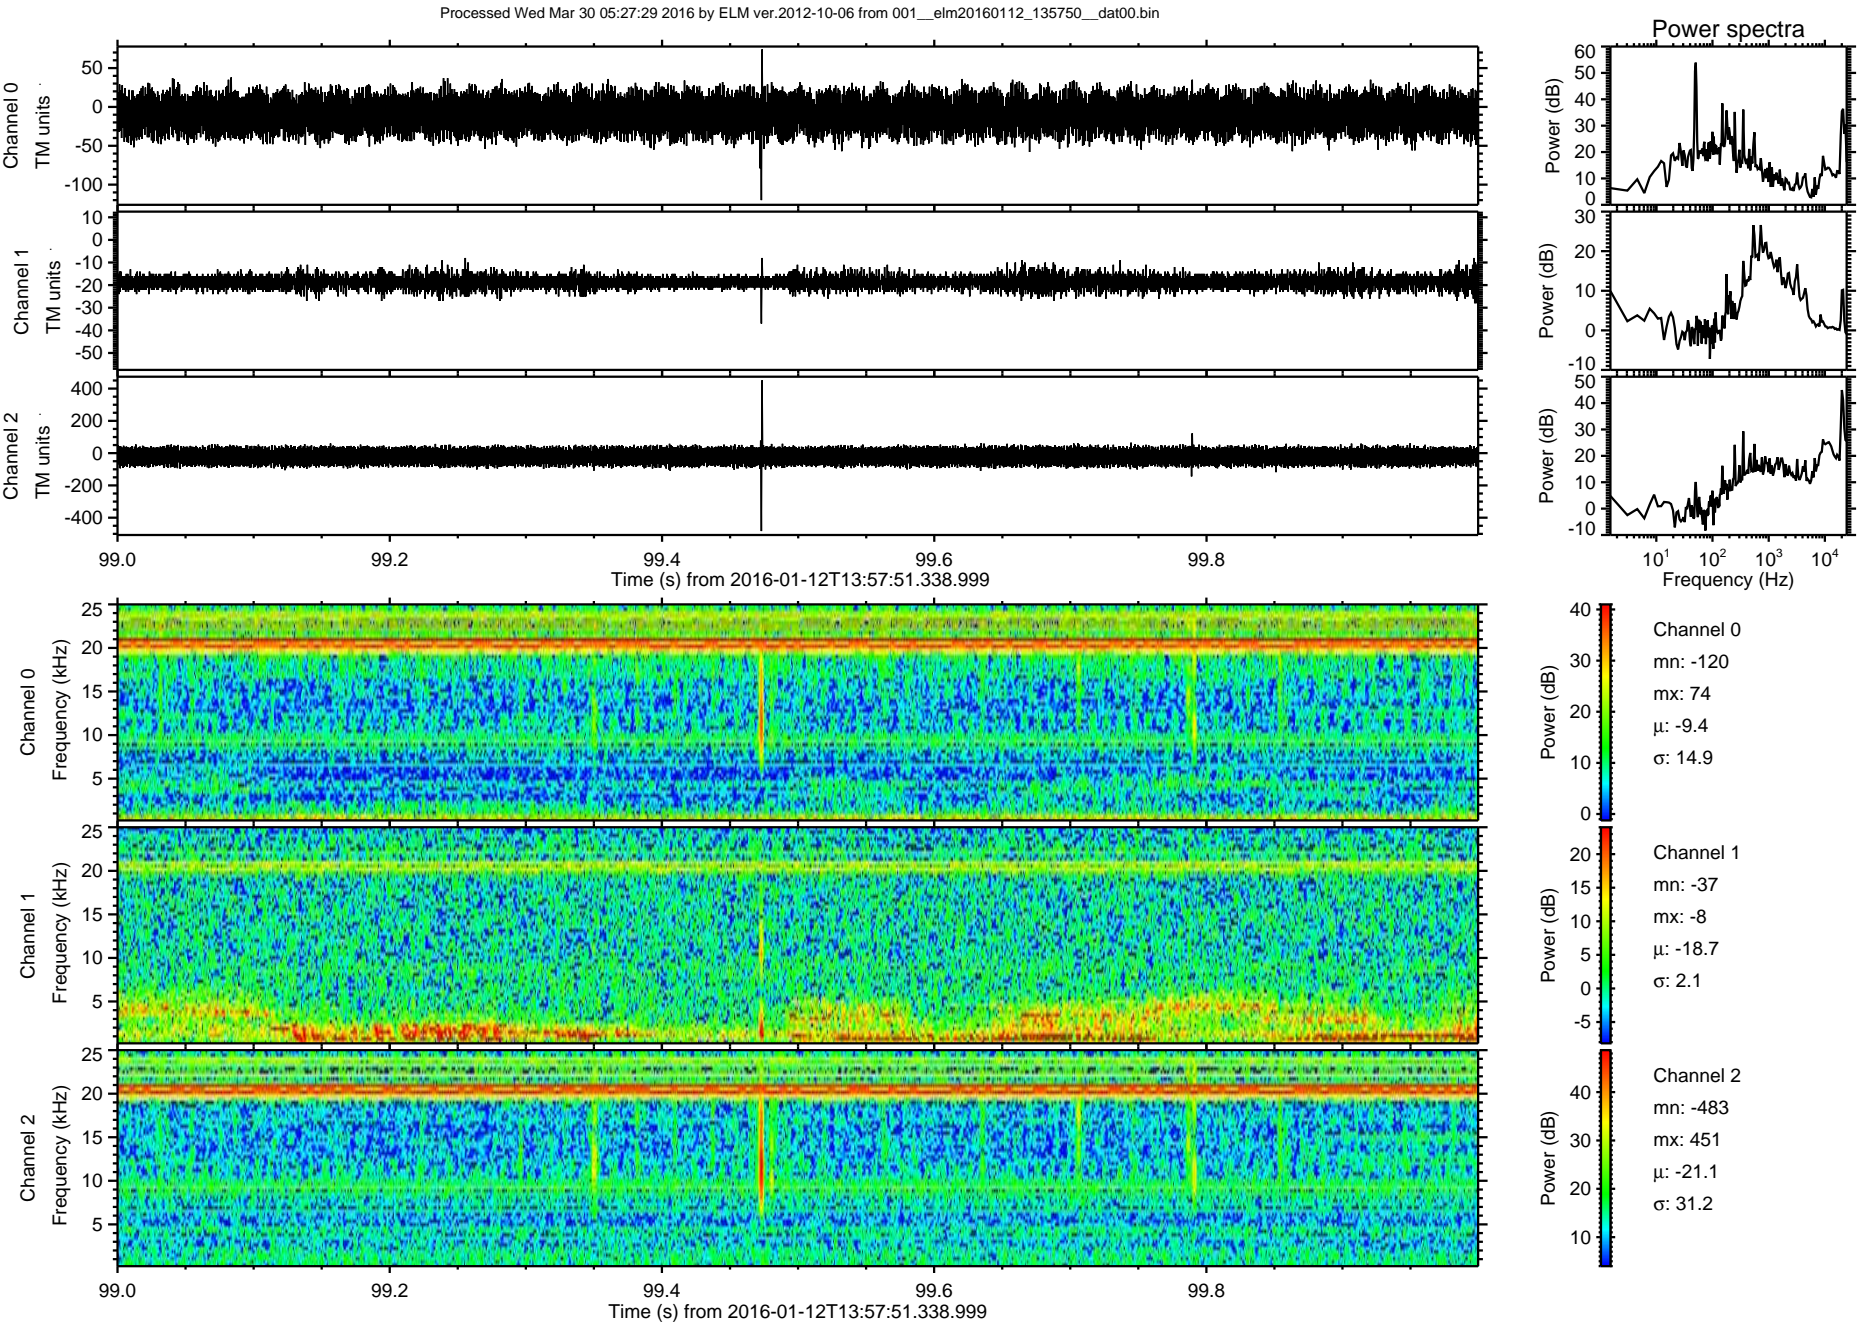 Processed Wed Mar 30 05:27:29 2016 by ELM ver.2012-10-06 from 001__elm20160112_135750__dat00.bin
Power spectra
Channel 0
TM units
50
0
-50
-100
Power (dB)
60
50
40
30
20
10
0
Channel 1
TM units
10
0
-10
-20
-30
-40
-50
Power (dB)
30
20
10
0
-10
Channel 2
TM units
400
200
0
-200
-400
Power (dB)
50
40
30
20
10
0
-10
99.0 99.2 99.4 99.6 99.8
Time (s) from 2016-01-12T13:57:51.338.999
10^1 10^2 10^3 10^4
Frequency (Hz)
Channel 0
Frequency (kHz)
25
20
15
10
5
Power (dB)
40
30
20
10
0
Channel 0
mn: -120
mx: 74
μ: -9.4
σ: 14.9
Channel 1
Frequency (kHz)
25
20
15
10
5
Power (dB)
20
15
10
5
0
-5
Channel 1
mn: -37
mx: -8
μ: -18.7
σ: 2.1
Channel 2
Frequency (kHz)
25
20
15
10
5
Power (dB)
40
30
20
10
Channel 2
mn: -483
mx: 451
μ: -21.1
σ: 31.2
99.0 99.2 99.4 99.6 99.8
Time (s) from 2016-01-12T13:57:51.338.999